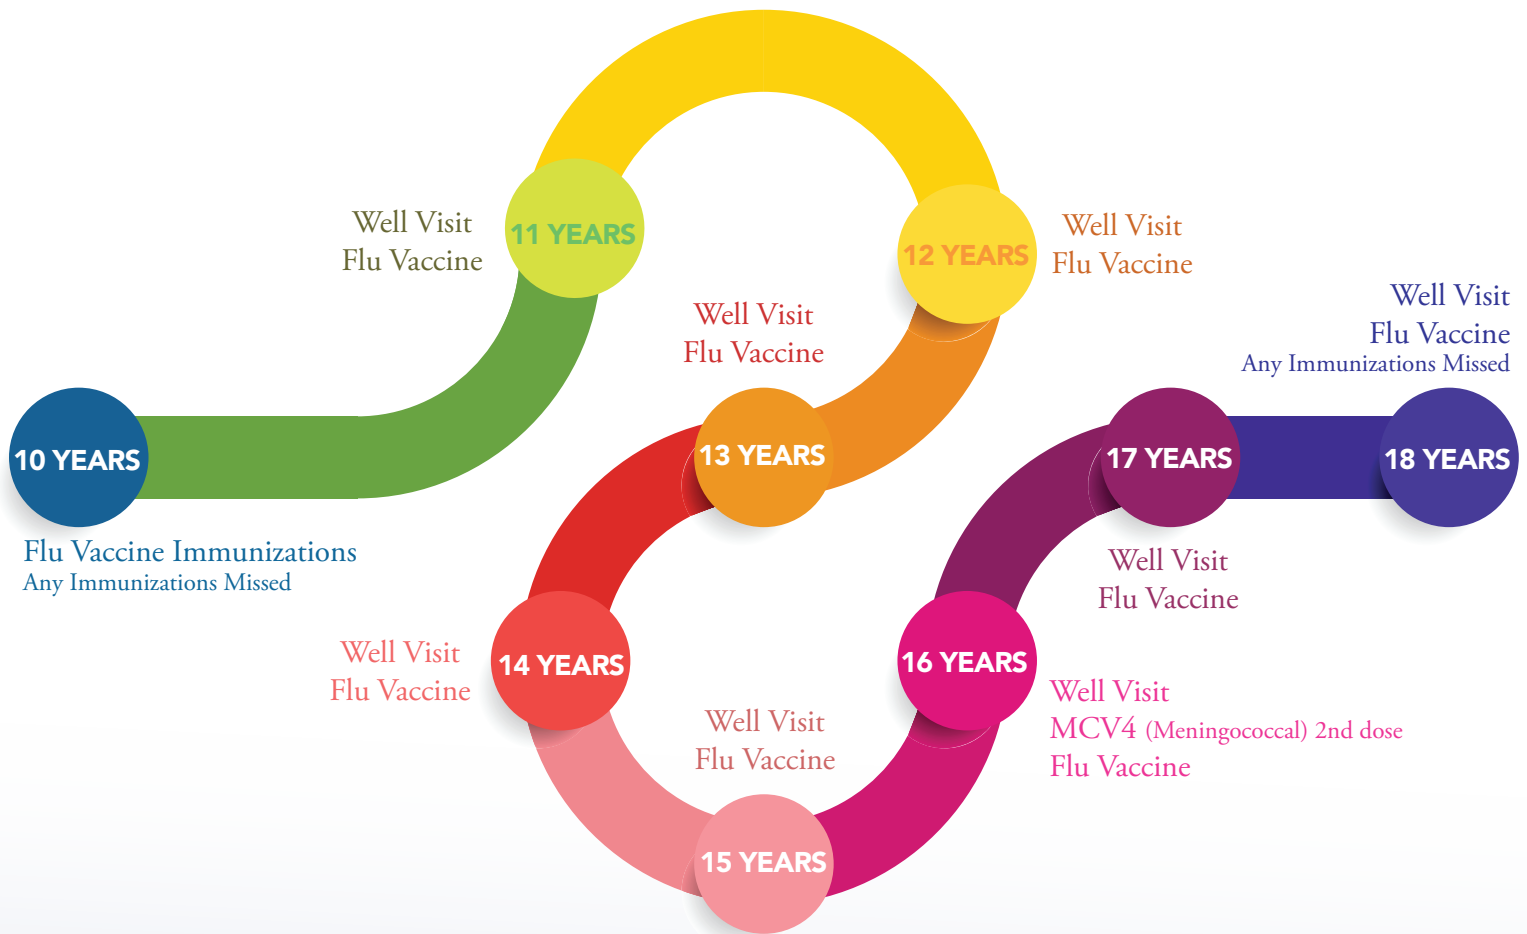 10 YEARS
Flu Vaccine Immunizations
Any Immunizations Missed
11 YEARS
Well Visit
Flu Vaccine
12 YEARS
Well Visit
Flu Vaccine
13 YEARS
Well Visit
Flu Vaccine
14 YEARS
Well Visit
Flu Vaccine
15 YEARS
Well Visit
Flu Vaccine
16 YEARS
Well Visit
MCV4 (Meningococcal) 2nd dose
Flu Vaccine
17 YEARS
Well Visit
Flu Vaccine
18 YEARS
Well Visit
Flu Vaccine
Any Immunizations Missed